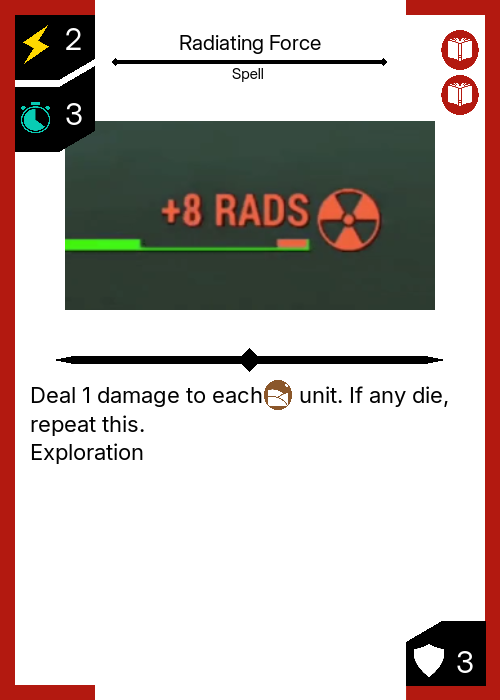 2
Radiating Force
Spell
3
+8 RADS
Deal 1 damage to each unit. If any die,
repeat this.
Exploration
3